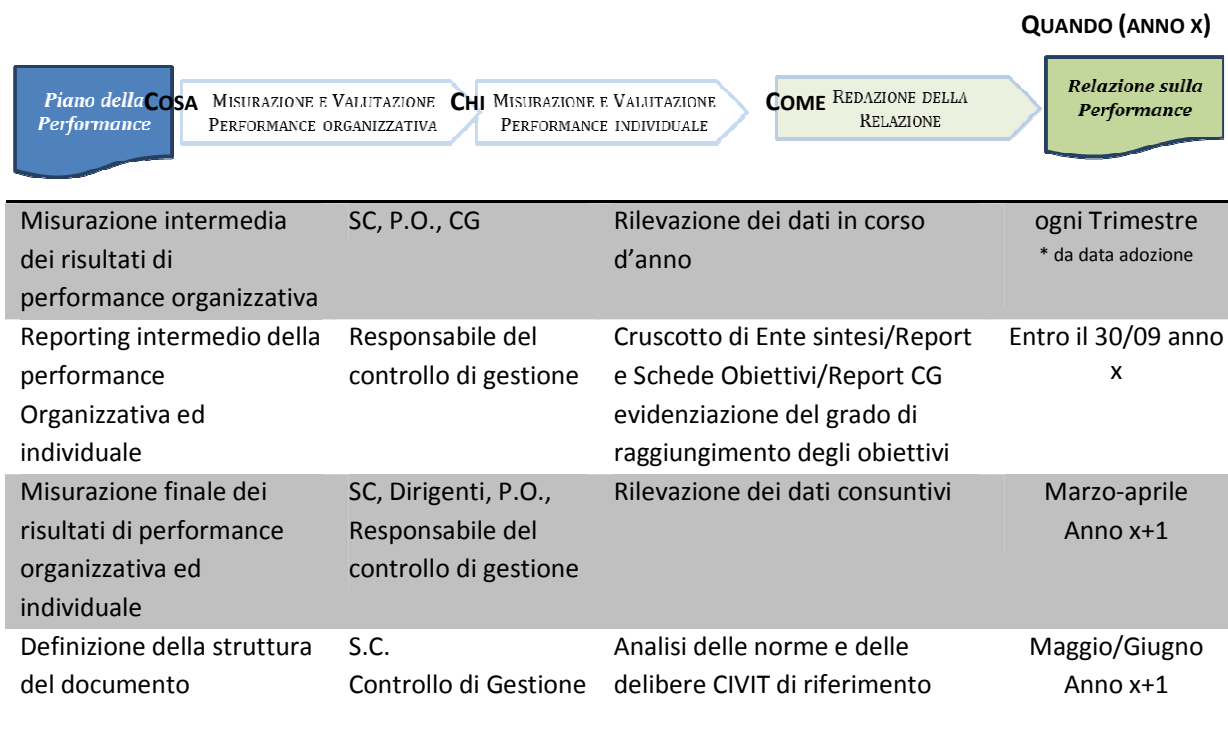 QUANDO (ANNO X)
Piano della
Performance
COSA
MISURAZIONE E VALUTAZIONE
PERFORMANCE ORGANIZZATIVA
CHI
MISURAZIONE E VALUTAZIONE
PERFORMANCE INDIVIDUALE
COME
REDAZIONE DELLA
RELAZIONE
Relazione sulla
Performance
Misurazione intermedia
dei risultati di
performance organizzativa
SC, P.O., CG
Rilevazione dei dati in corso
d’anno
ogni Trimestre
* da data adozione
Reporting intermedio della
performance
Organizzativa ed
individuale
Responsabile del
controllo di gestione
Cruscotto di Ente sintesi/Report
e Schede Obiettivi/Report CG
evidenziazione del grado di
raggiungimento degli obiettivi
Entro il 30/09 anno
x
Misurazione finale dei
risultati di performance
organizzativa ed
individuale
SC, Dirigenti, P.O.,
Responsabile del
controllo di gestione
Rilevazione dei dati consuntivi
Marzo-aprile
Anno x+1
Definizione della struttura
del documento
S.C.
Controllo di Gestione
Analisi delle norme e delle
delibere CIVIT di riferimento
Maggio/Giugno
Anno x+1